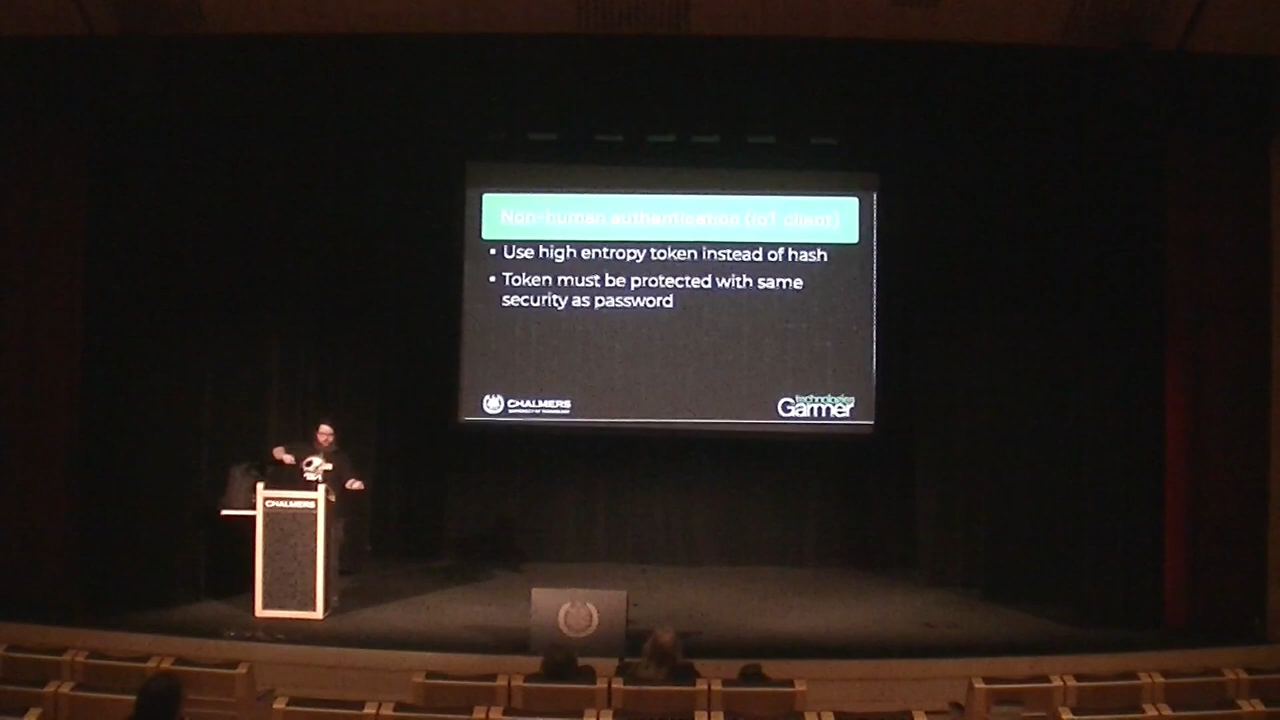 Non-human authentication (IoT client)
▪ Use high entropy token instead of hash
▪ Token must be protected with same
security as password
CHALMERS
technologies
Garmer
CHALMERS